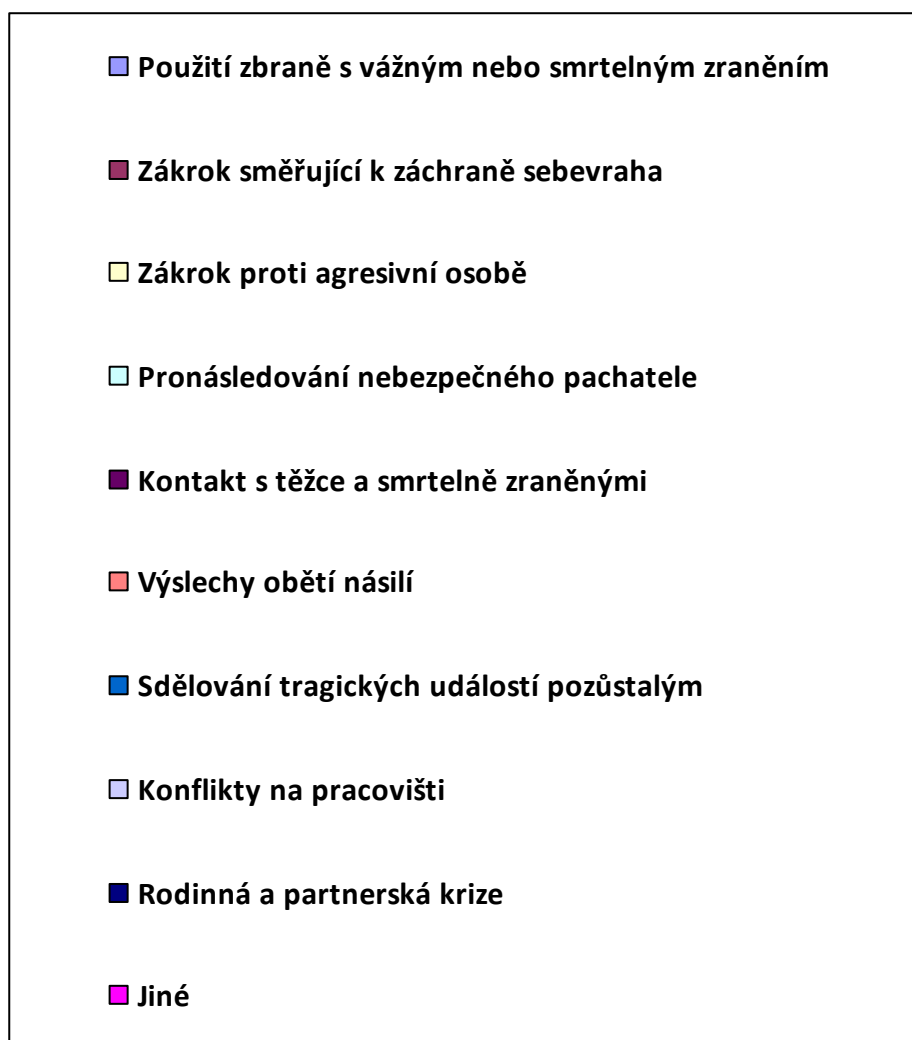 Použití zbraně s vážným nebo smrtelným zraněním
Zákrok směřující k záchraně sebevraha
Zákrok proti agresivní osobě
Pronásledování nebezpečného pachatele
Kontakt s těžce a smrtelně zraněnými
Výslechy obětí násilí
Sdělování tragických událostí pozůstalým
Konflikty na pracovišti
Rodinná a partnerská krize
Jiné